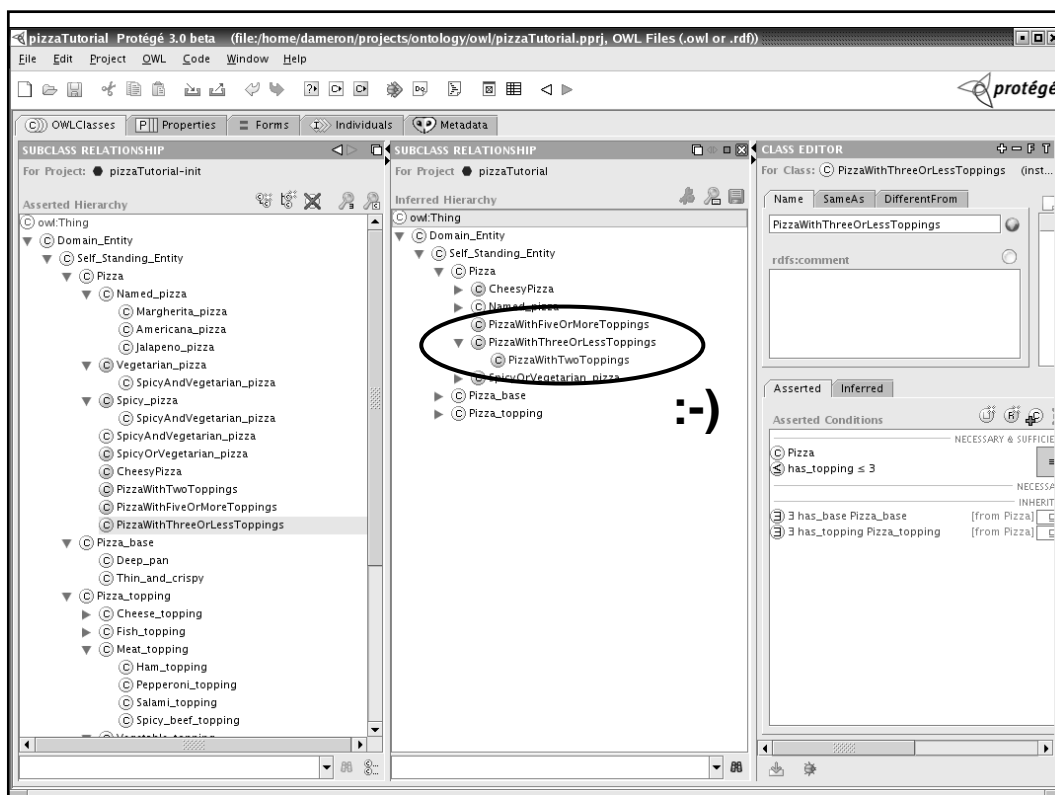 pizzaTutorial Protégé 3.0 beta (file:/home/dameron/projects/ontology/owl/pizzaTutorial.pprj, OWL Files (.owl or .rdf))
File Edit Project OWL Code Window Help
protégé
OWLClasses Properties Forms Individuals Metadata
SUBCLASS RELATIONSHIP
For Project: pizzaTutorial-init
Asserted Hierarchy
owl:Thing
Domain_Entity
Self_Standing_Entity
Pizza
Named_pizza
Margherita_pizza
Americana_pizza
Jalapeno_pizza
Vegetarian_pizza
SpicyAndVegetarian_pizza
Spicy_pizza
SpicyAndVegetarian_pizza
SpicyAndVegetarian_pizza
SpicyOrVegetarian_pizza
CheesyPizza
PizzaWithTwoToppings
PizzaWithFiveOrMoreToppings
PizzaWithThreeOrLessToppings
Pizza_base
Deep_pan
Thin_and_crispy
Pizza_topping
Cheese_topping
Fish_topping
Meat_topping
Ham_topping
Pepperoni_topping
Salami_topping
Spicy_beef_topping
SUBCLASS RELATIONSHIP
For Project pizzaTutorial
Inferred Hierarchy
owl:Thing
Domain_Entity
Self_Standing_Entity
Pizza
CheesyPizza
Named_pizza
PizzaWithFiveOrMoreToppings
PizzaWithThreeOrLessToppings
PizzaWithTwoToppings
SpicyOrVegetarian_pizza
Pizza_base
Pizza_topping
:-)
CLASS EDITOR
For Class: PizzaWithThreeOrLessToppings (inst...
Name SameAs DifferentFrom
PizzaWithThreeOrLessToppings
rdfs:comment
Asserted Inferred
Asserted Conditions
NECESSARY & SUFFICIE
Pizza
has_topping ≤ 3
NECESSA
INHERIT
∃ has_base Pizza_base [from Pizza]
∃ has_topping Pizza_topping [from Pizza]